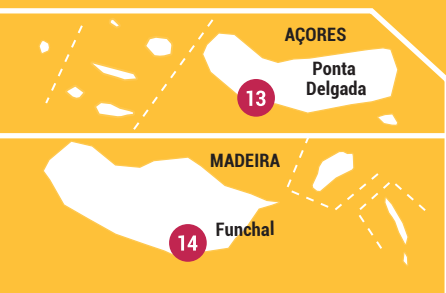 AÇORES
Ponta
Delgada
13
MADEIRA
Funchal
14